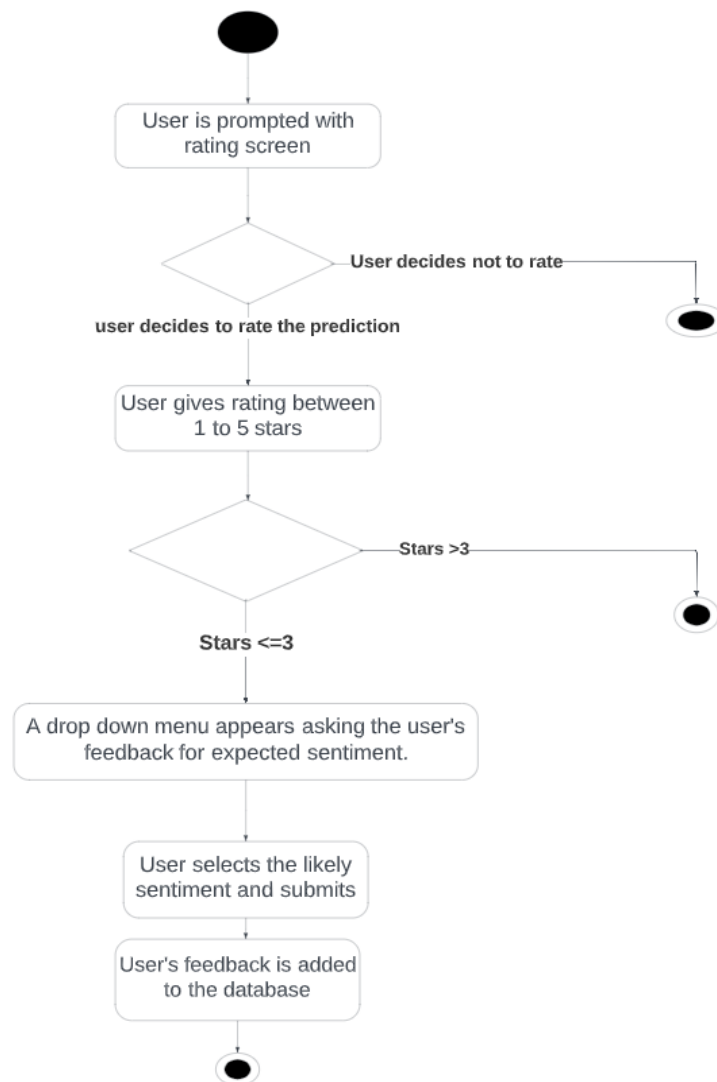 User is prompted with
rating screen
User decides not to rate
user decides to rate the prediction
User gives rating between
1 to 5 stars
Stars >3
Stars <=3
A drop down menu appears asking the user's
feedback for expected sentiment.
User selects the likely
sentiment and submits
User's feedback is added
to the database